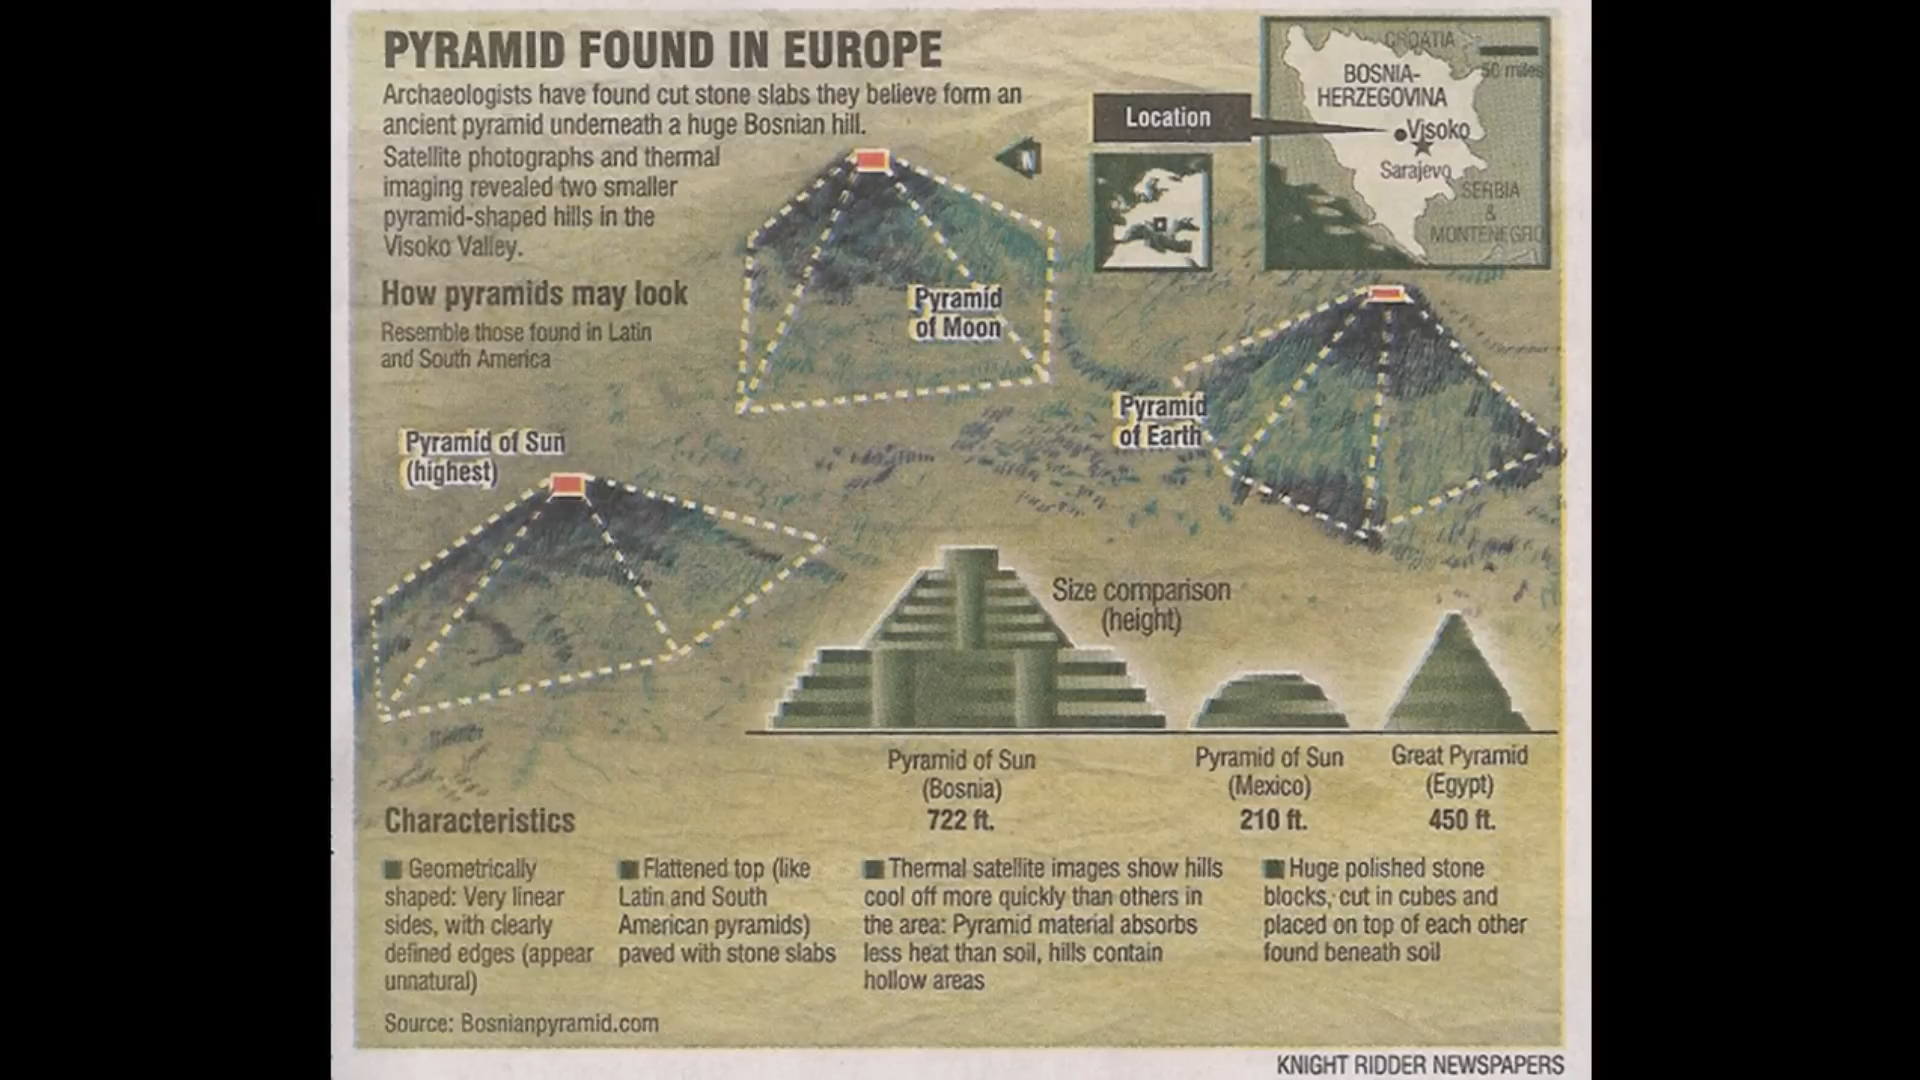 PYRAMID FOUND IN EUROPE
Archaeologists have found cut stone slabs they believe form an
ancient pyramid underneath a huge Bosnian hill.
Satellite photographs and thermal
imaging revealed two smaller
pyramid-shaped hills in the
Visoko Valley.
How pyramids may look
Resemble those found in Latin
and South America
N
Location
CROATIA
50 miles
BOSNIA-
HERZEGOVINA
Visoko
Sarajevo
SERBIA
&
MONTENEGRO
Pyramid
of Moon
Pyramid
of Earth
Pyramid of Sun
(highest)
Size comparison
(height)
Pyramid of Sun
(Bosnia)
722 ft.
Pyramid of Sun
(Mexico)
210 ft.
Great Pyramid
(Egypt)
450 ft.
Characteristics
Geometrically
shaped: Very linear
sides, with clearly
defined edges (appear
unnatural)
Flattened top (like
Latin and South
American pyramids)
paved with stone slabs
Thermal satellite images show hills
cool off more quickly than others in
the area: Pyramid material absorbs
less heat than soil, hills contain
hollow areas
Huge polished stone
blocks, cut in cubes and
placed on top of each other
found beneath soil
Source: Bosnianpyramid.com
KNIGHT RIDDER NEWSPAPERS